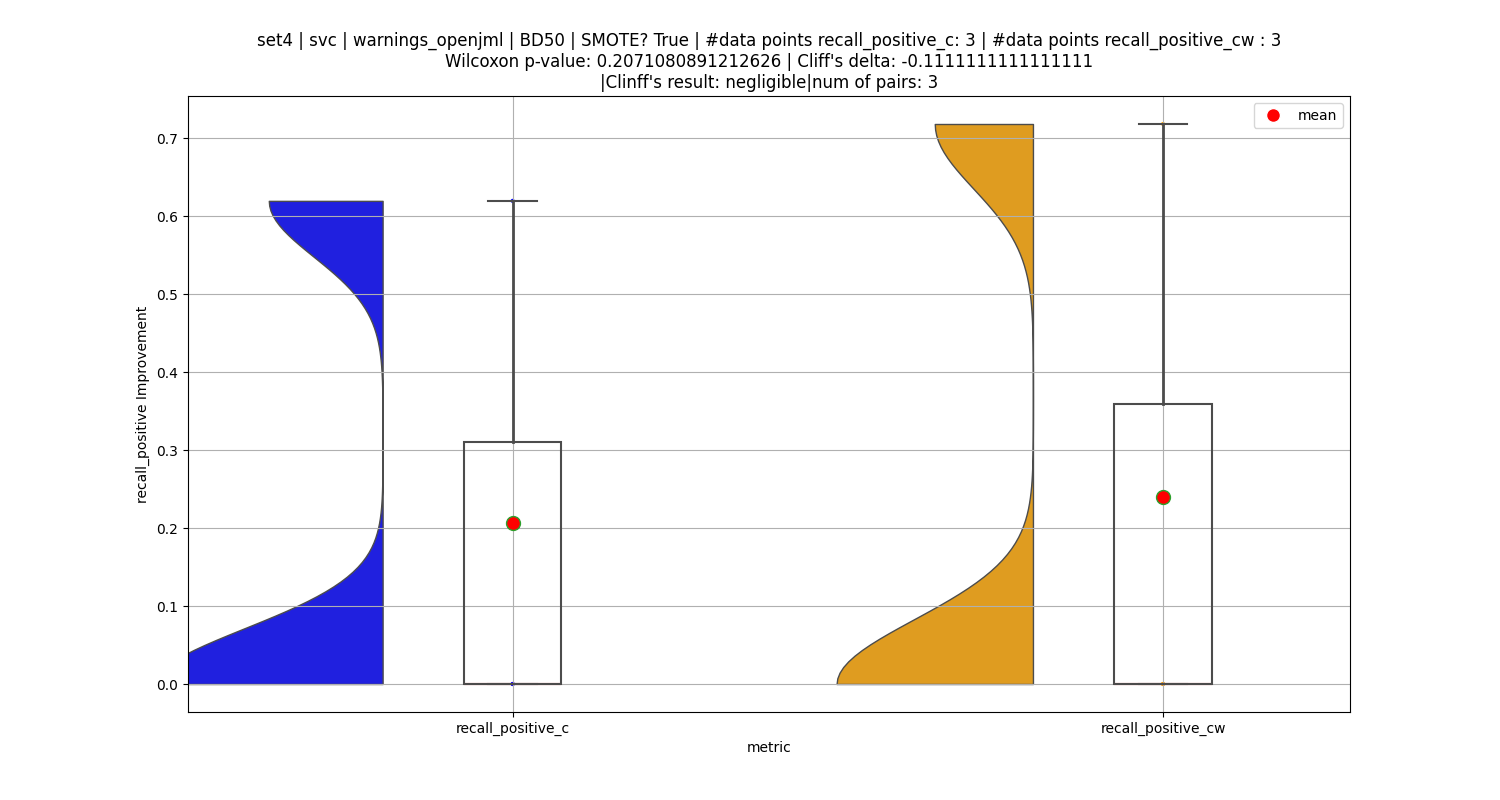 set4 | svc | warnings_openjml | BD50 | SMOTE? True | #data points recall_positive_c: 3 | #data points recall_positive_cw : 3
Wilcoxon p-value: 0.2071080891212626 | Cliff's delta: -0.1111111111111111
|Clinff's result: negligible|num of pairs: 3
mean
0.7
0.6
0.5
0.4
0.3
0.2
0.1
0.0
recall_positive Improvement
recall_positive_c
recall_positive_cw
metric